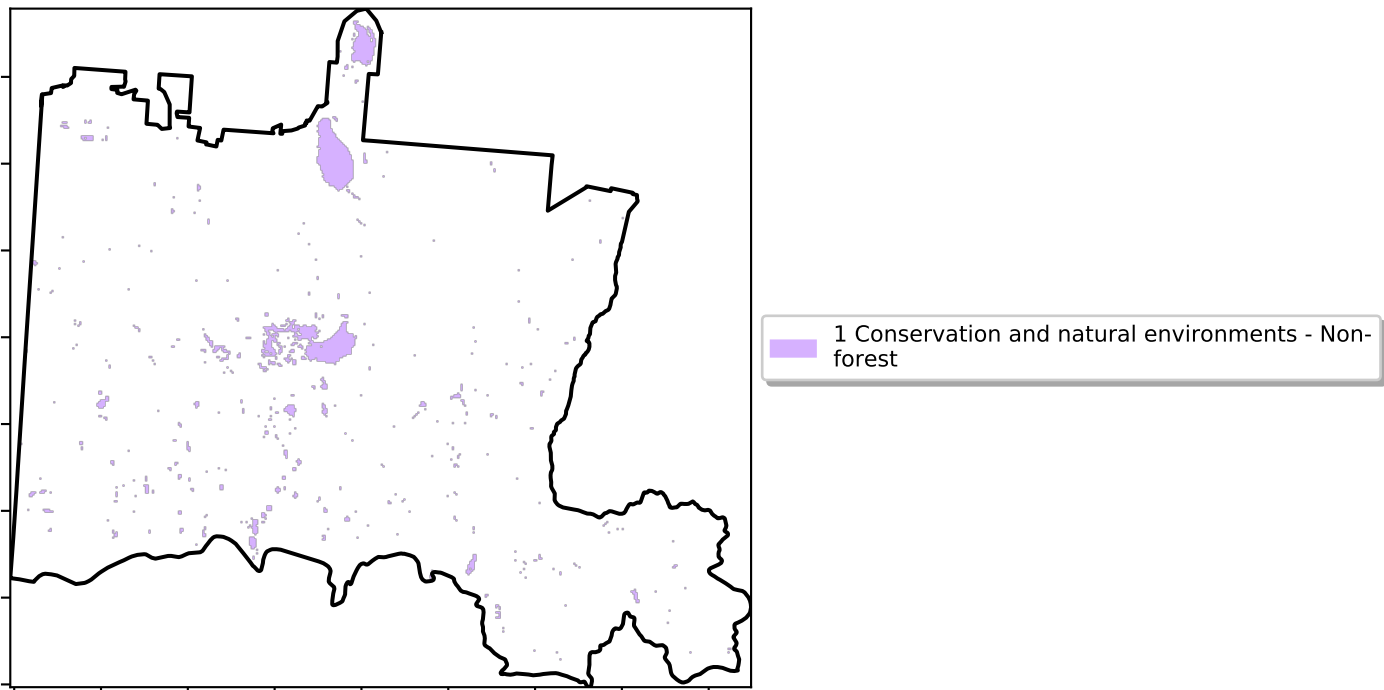 1 Conservation and natural environments - Non-
forest